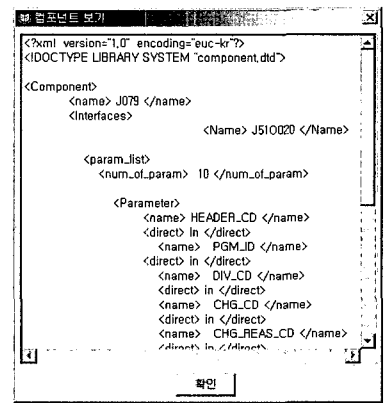 컴포넌트 보기
<?xml version="1.0" encoding="euc-kr"?>
<!DOCTYPE LIBRARY SYSTEM "component.dtd">
<Component>
<name> J079 </name>
<Interfaces>
<Name> J510020 </Name>
<param_list>
<num_of_param> 10 </num_of_param>
<Parameter>
<name> HEADER_CD </name>
<direct> in </direct>
<name> PGM_ID </name>
<direct> in </direct>
<name> DIV_CD </name>
<direct> in </direct>
<name> CHG_CD </name>
<direct> in </direct>
<name> CHG_REAS_CD </name>
<direct> in </direct>
확인